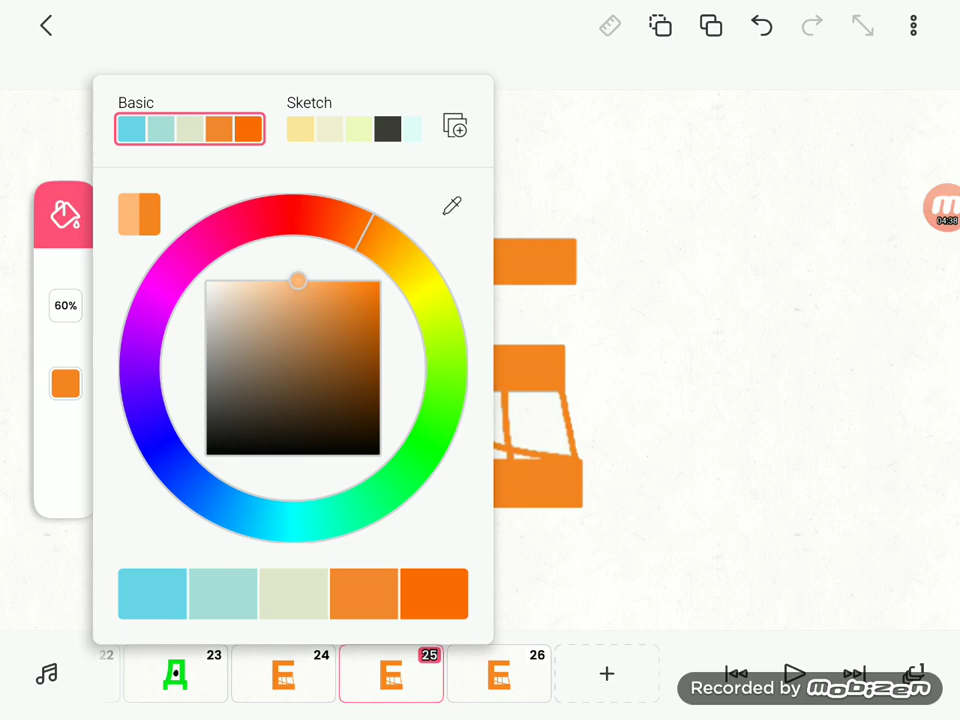 Basic
Sketch
04:38
60%
22
23
24
25
26
Д
E
E
E
E
Recorded by mobizen